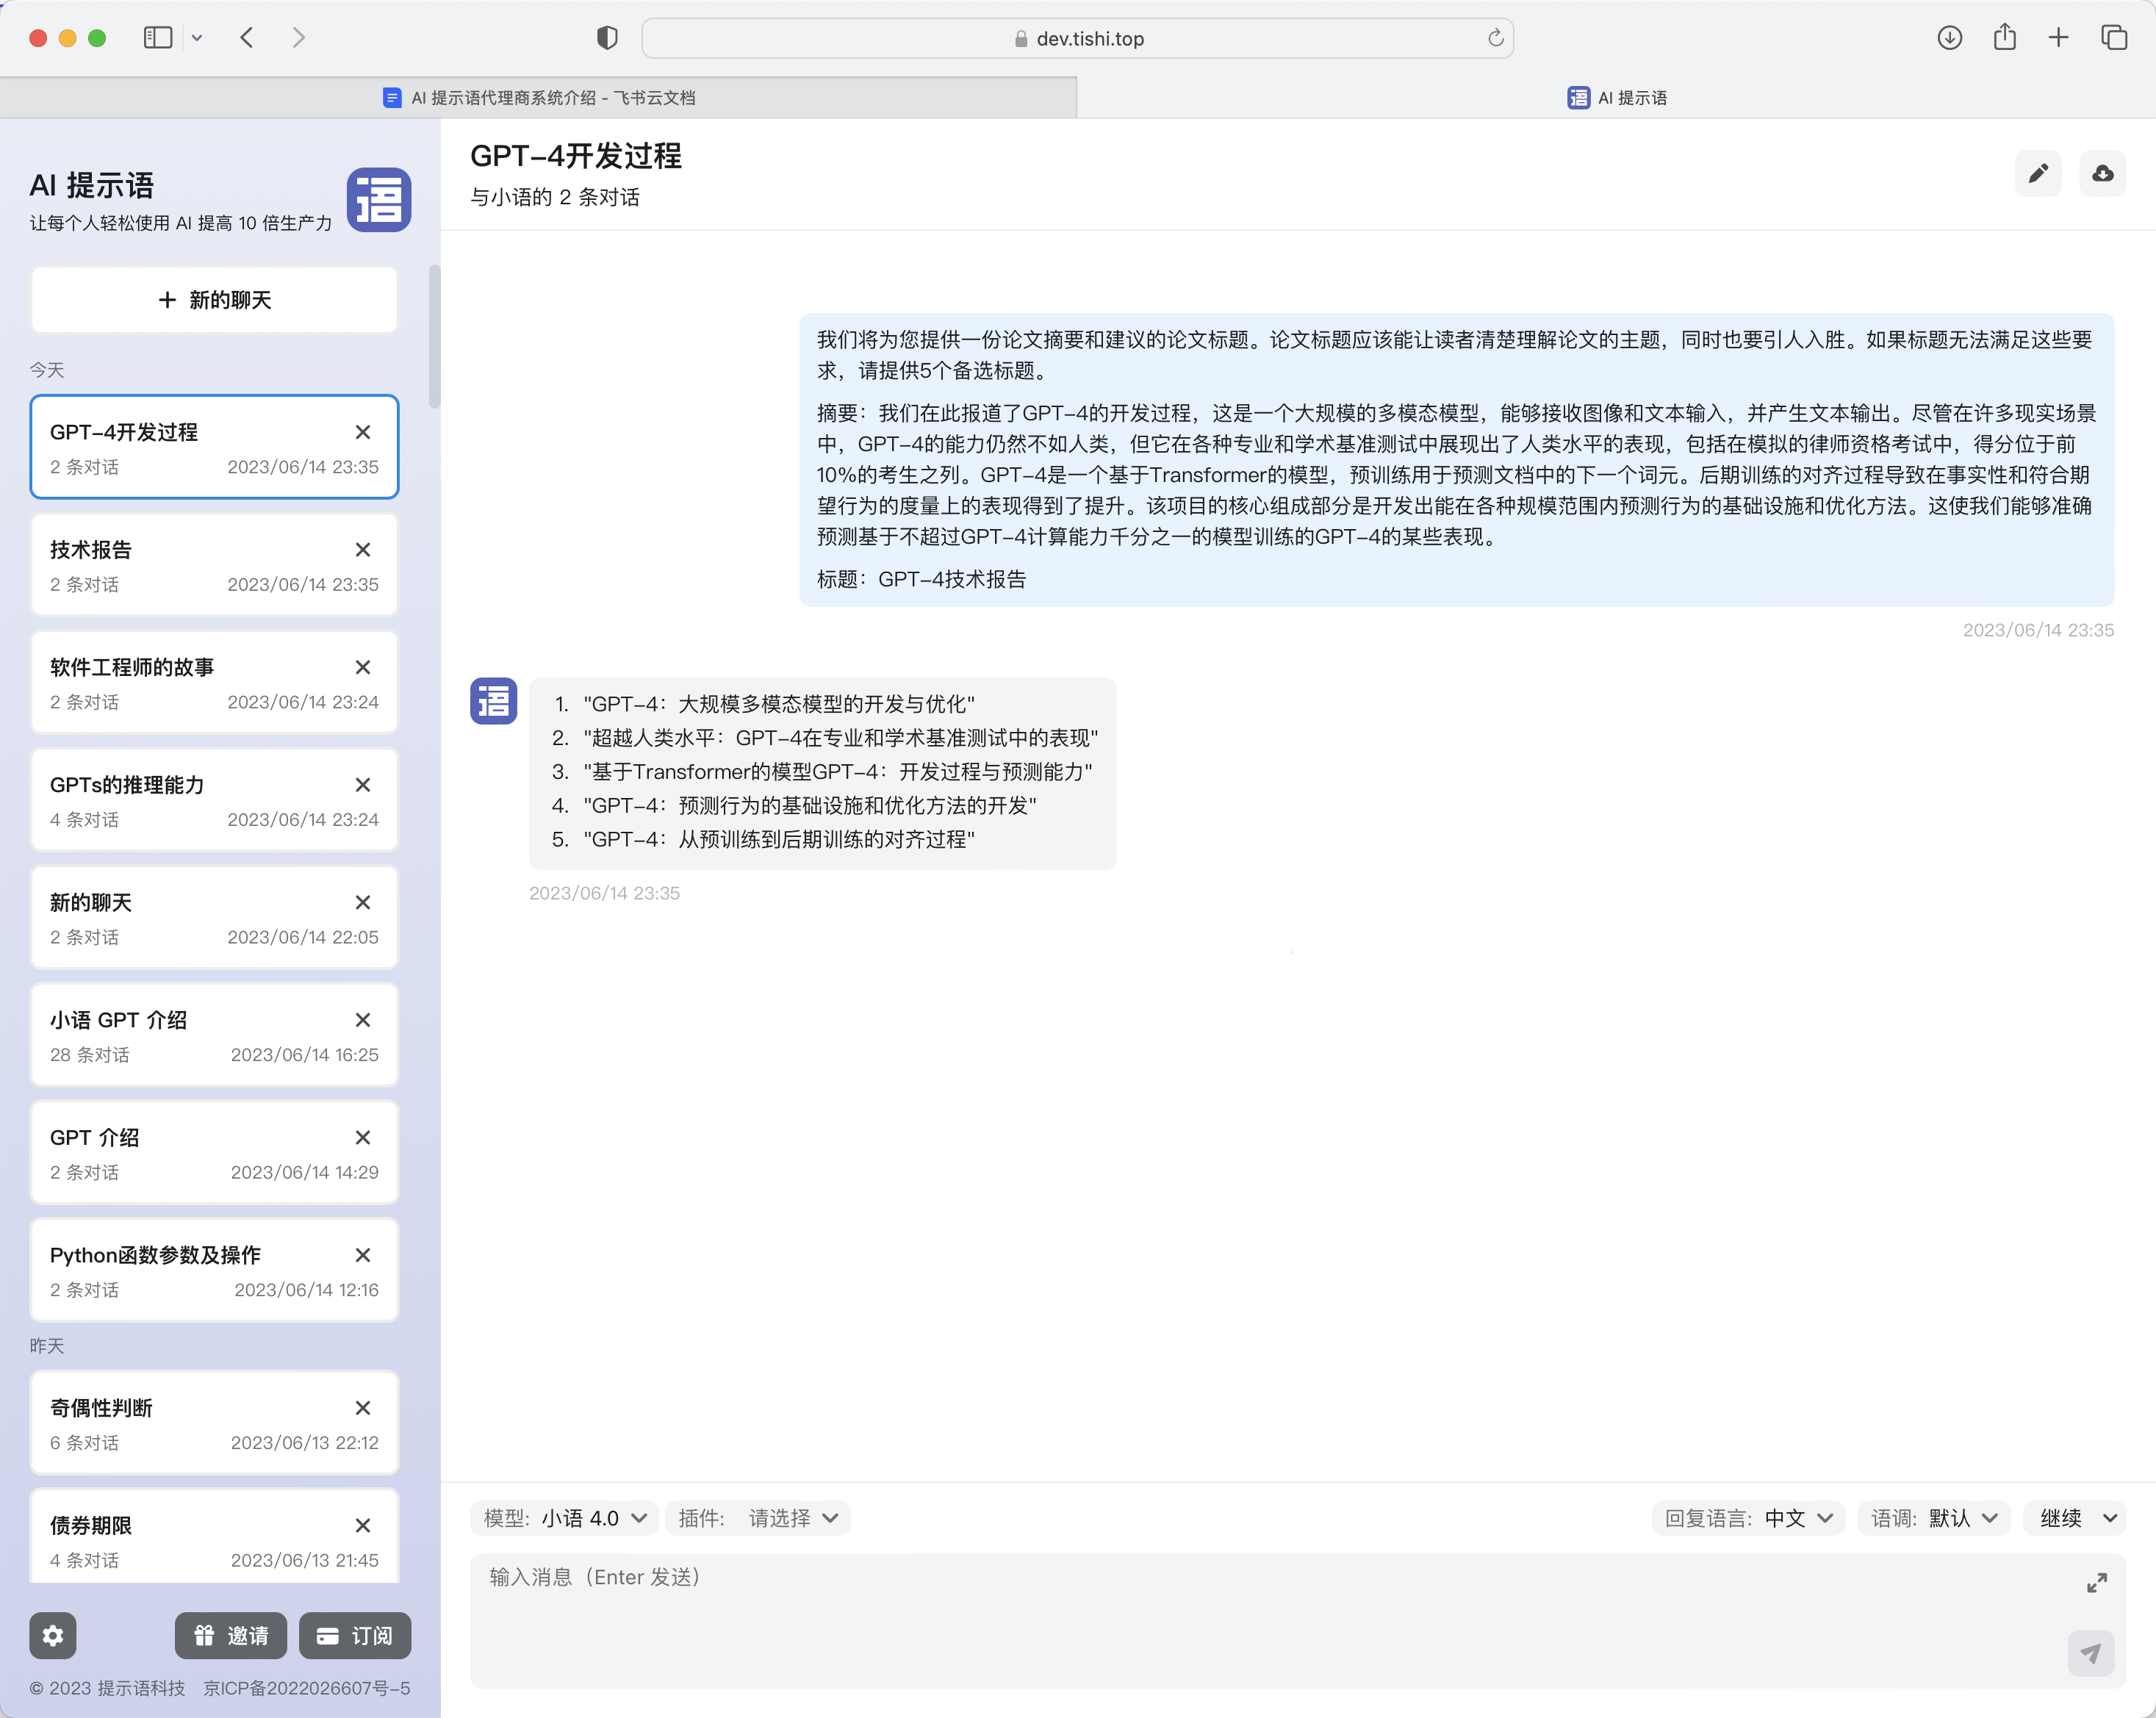 dev.tishi.top
AI 提示语代理商系统介绍 - 飞书云文档
AI 提示语
AI 提示语
让每个人轻松使用 AI 提高 10 倍生产力
语
+ 新的聊天
今天
GPT-4开发过程
2 条对话 2023/06/14 23:35
技术报告
2 条对话 2023/06/14 23:35
软件工程师的故事
2 条对话 2023/06/14 23:24
GPTs的推理能力
4 条对话 2023/06/14 23:24
新的聊天
2 条对话 2023/06/14 22:05
小语 GPT 介绍
28 条对话 2023/06/14 16:25
GPT 介绍
2 条对话 2023/06/14 14:29
Python函数参数及操作
2 条对话 2023/06/14 12:16
昨天
奇偶性判断
6 条对话 2023/06/13 22:12
债券期限
4 条对话 2023/06/13 21:45
邀请
订阅
© 2023 提示语科技 京ICP备2022026607号-5
GPT-4开发过程
与小语的 2 条对话
我们将为您提供一份论文摘要和建议的论文标题。论文标题应该能让读者清楚理解论文的主题，同时也要引人入胜。如果标题无法满足这些要
求，请提供5个备选标题。
摘要：我们在此报道了GPT-4的开发过程，这是一个大规模的多模态模型，能够接收图像和文本输入，并产生文本输出。尽管在许多现实场景
中，GPT-4的能力仍然不如人类，但它在各种专业和学术基准测试中展现出了人类水平的表现，包括在模拟的律师资格考试中，得分位于前
10%的考生之列。GPT-4是一个基于Transformer的模型，预训练用于预测文档中的下一个词元。后期训练的对齐过程导致在事实性和符合期
望行为的度量上的表现得到了提升。该项目的核心组成部分是开发出能在各种规模范围内预测行为的基础设施和优化方法。这使我们能够准确
预测基于不超过GPT-4计算能力千分之一的模型训练的GPT-4的某些表现。
标题：GPT-4技术报告
2023/06/14 23:35
语
1. "GPT-4：大规模多模态模型的开发与优化"
2. "超越人类水平：GPT-4在专业和学术基准测试中的表现"
3. "基于Transformer的模型GPT-4：开发过程与预测能力"
4. "GPT-4：预测行为的基础设施和优化方法的开发"
5. "GPT-4：从预训练到后期训练的对齐过程"
2023/06/14 23:35
模型: 小语 4.0 插件: 请选择 回复语言: 中文 语调: 默认 继续
输入消息（Enter 发送）